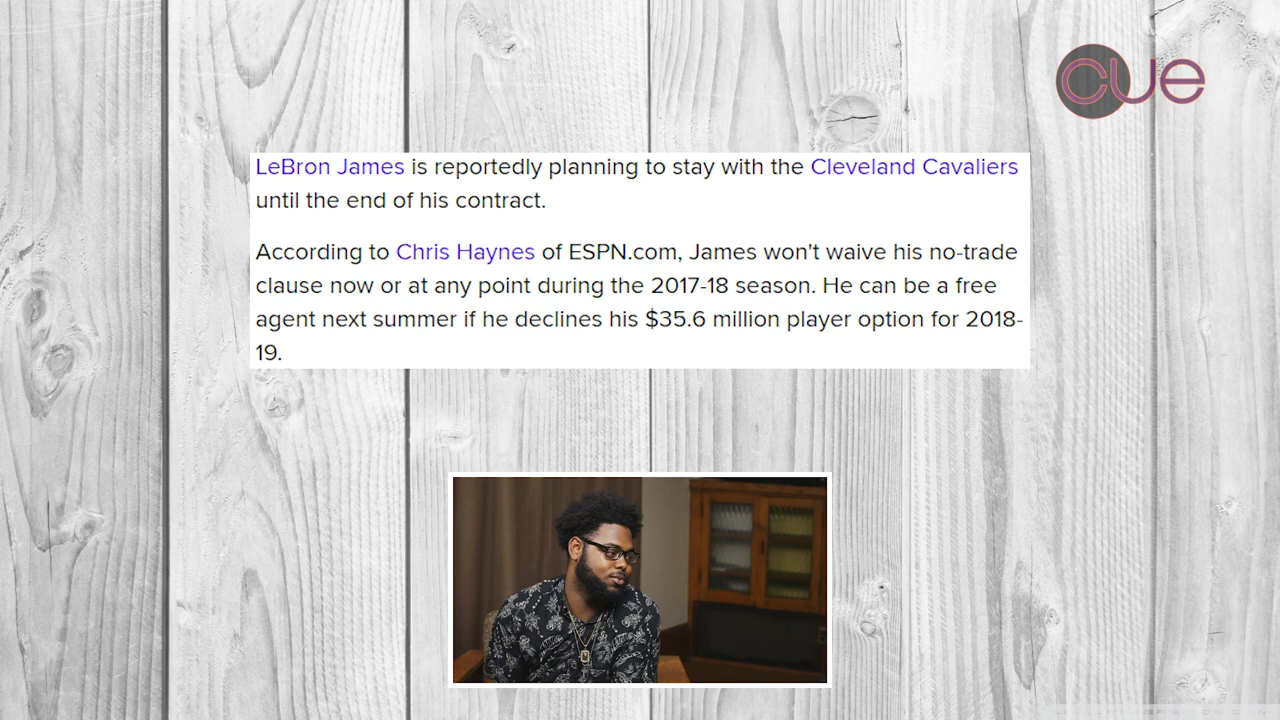 cue
LeBron James is reportedly planning to stay with the Cleveland Cavaliers
until the end of his contract.
According to Chris Haynes of ESPN.com, James won't waive his no-trade
clause now or at any point during the 2017-18 season. He can be a free
agent next summer if he declines his $35.6 million player option for 2018-
19.